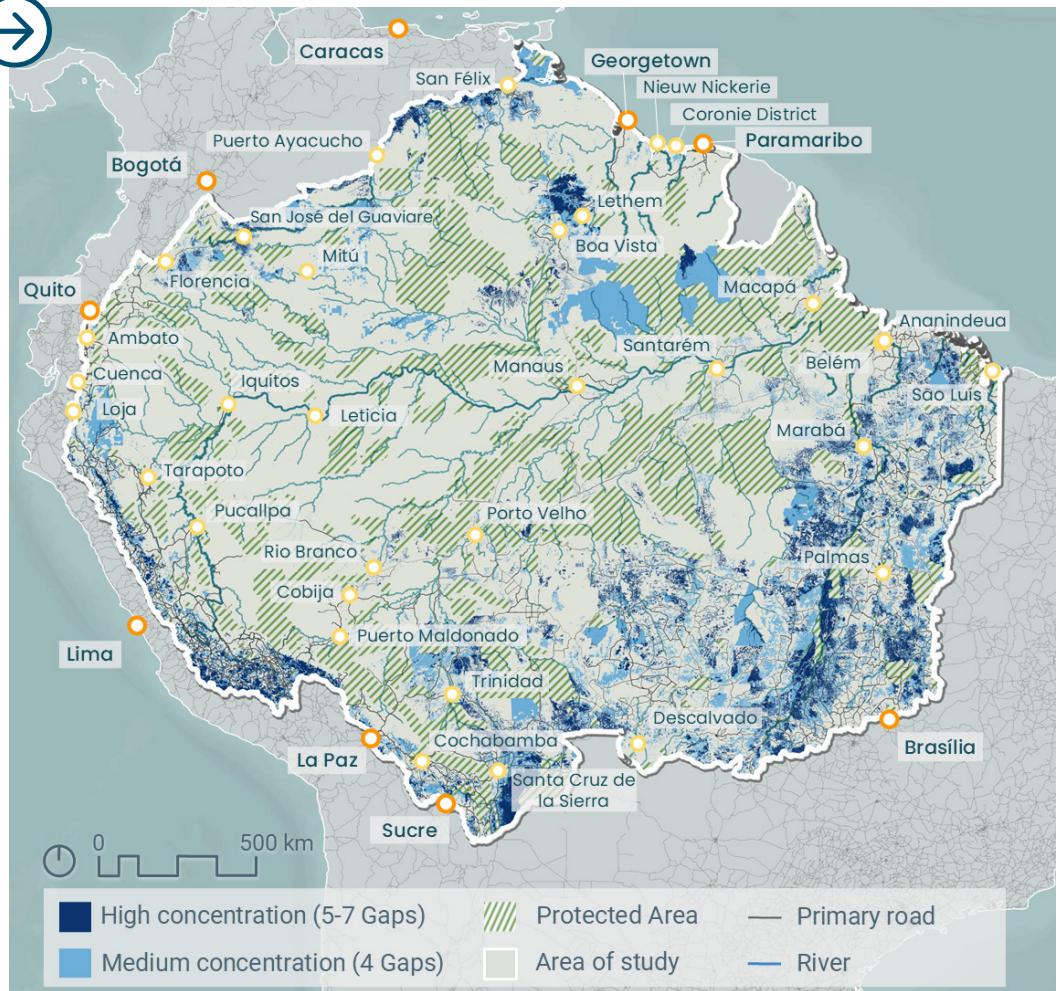 Caracas
San Félix
Georgetown
Nieuw Nickerie
Coronie District
Paramaribo
Puerto Ayacucho
Bogotá
Lethem
San José del Guaviare
Boa Vista
Mitú
Florencia
Quito
Macapá
Ambato
Ananindeua
Santarém
Belém
Manaus
Cuenca
Iquitos
São Luis
Loja
Leticia
Marabá
Tarapoto
Pucallpa
Porto Velho
Rio Branco
Palmas
Cobija
Puerto Maldonado
Lima
Trinidad
Descalvado
Cochabamba
Brasília
La Paz
Santa Cruz de
la Sierra
Sucre
0 500 km
High concentration (5-7 Gaps)
Protected Area
Primary road
Medium concentration (4 Gaps)
Area of study
River